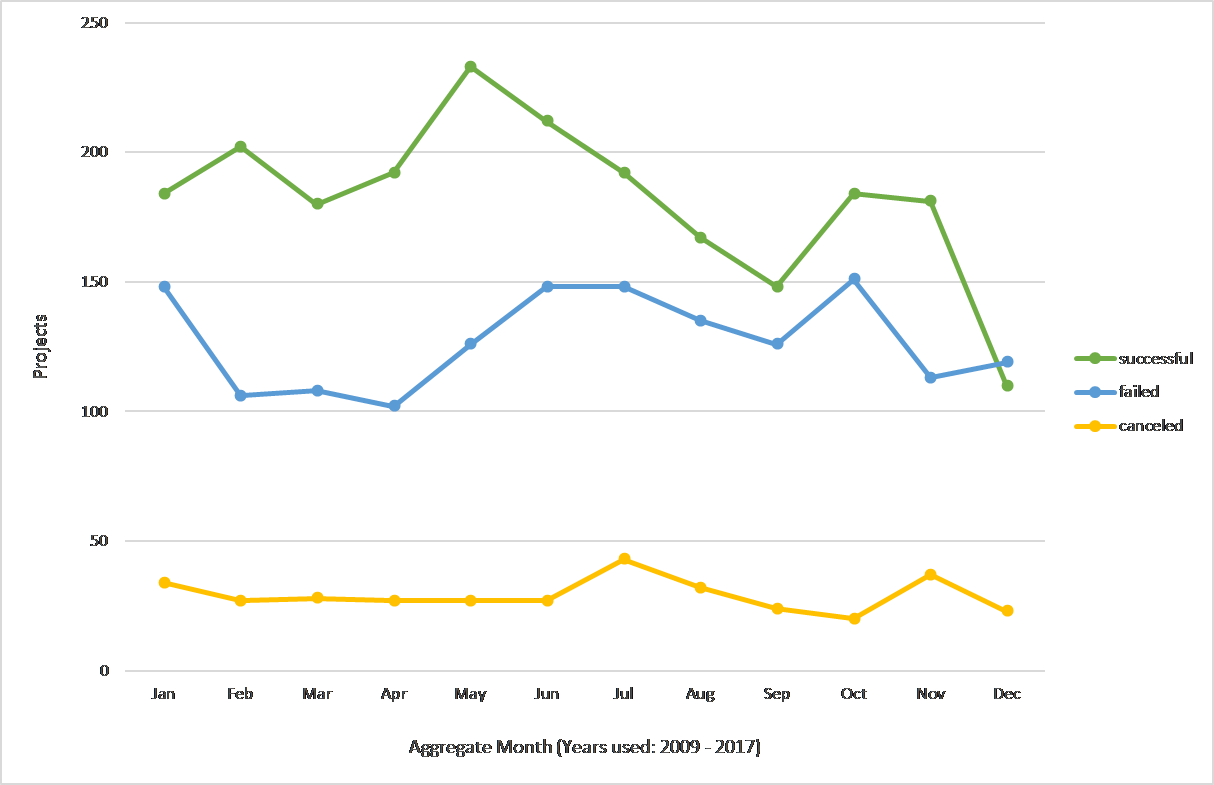 250
200
150
100
50
0
Projects
Jan Feb Mar Apr May Jun Jul Aug Sep Oct Nov Dec
Aggregate Month (Years used: 2009 - 2017)
successful
failed
canceled